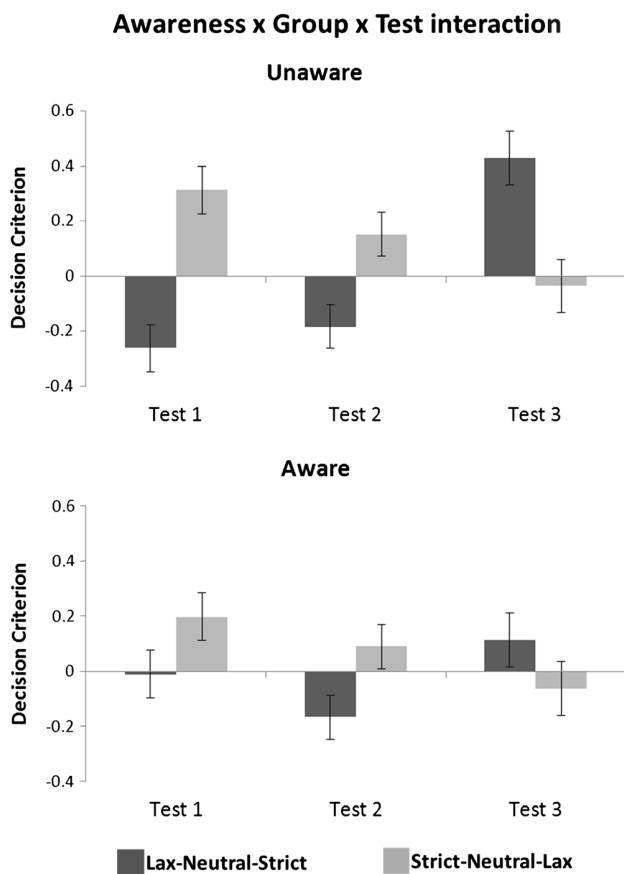 Awareness x Group x Test interaction
Unaware
Decision Criterion
0.6
0.4
0.2
0
-0.2
-0.4
Test 1 Test 2 Test 3
Aware
Decision Criterion
0.6
0.4
0.2
0
-0.2
-0.4
Test 1 Test 2 Test 3
Lax-Neutral-Strict Strict-Neutral-Lax